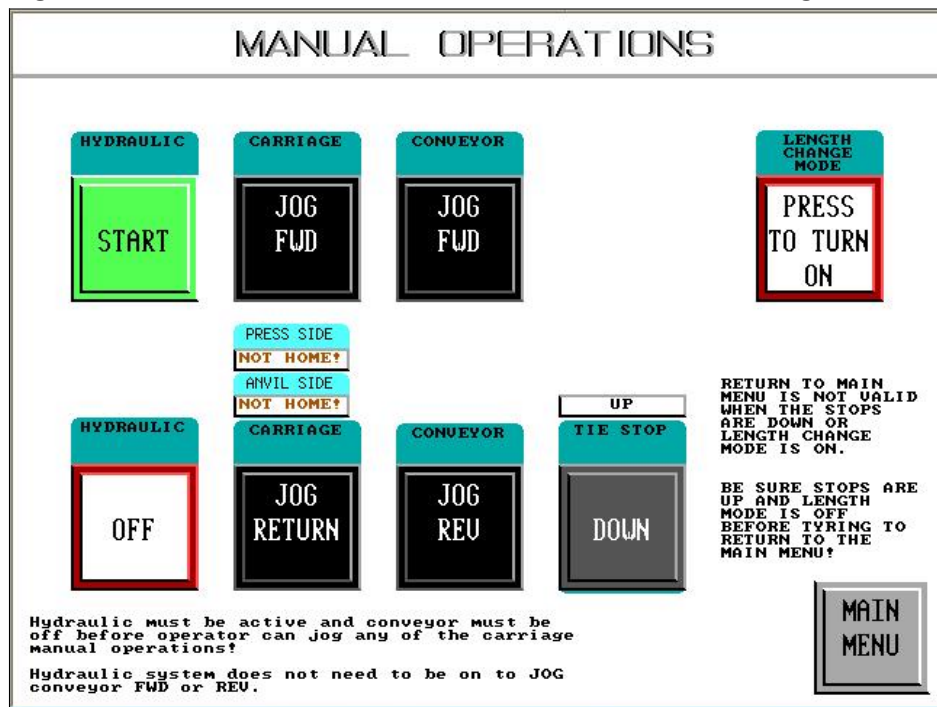 MANUAL OPERATIONS
HYDRAULIC
START
CARRIAGE
JOG
FWD
CONVEYOR
JOG
FWD
LENGTH
CHANGE
MODE
PRESS
TO TURN
ON
PRESS SIDE
NOT HOME!
ANVIL SIDE
NOT HOME!
HYDRAULIC
OFF
CARRIAGE
JOG
RETURN
CONVEYOR
JOG
REV
UP
TIE STOP
DOWN
RETURN TO MAIN
MENU IS NOT VALID
WHEN THE STOPS
ARE DOWN OR
LENGTH CHANGE
MODE IS ON.
BE SURE STOPS ARE
UP AND LENGTH
MODE IS OFF
BEFORE TYRING TO
RETURN TO THE
MAIN MENU!
MAIN
MENU
Hydraulic must be active and conveyor must be
off before operator can jog any of the carriage
manual operations!
Hydraulic system does not need to be on to JOG
conveyor FWD or REV.